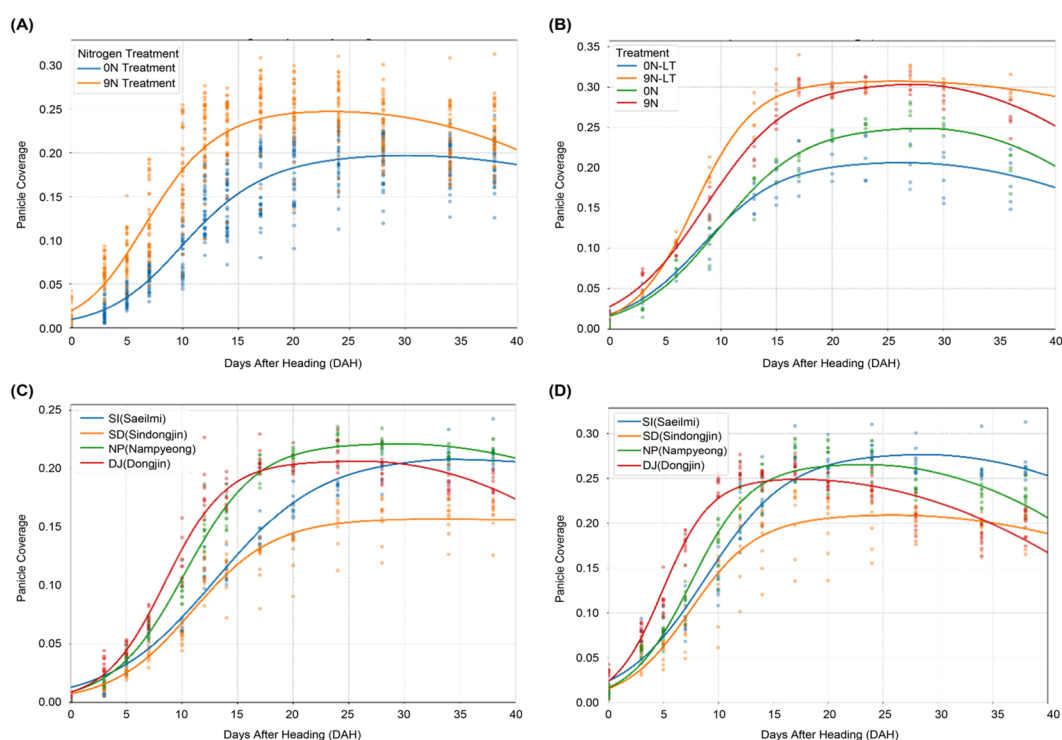 (A)
Nitrogen Treatment
0N Treatment
9N Treatment
0.30
0.25
0.20
0.15
0.10
0.05
0.00
Panicle Coverage
0 5 10 15 20 25 30 35 40
Days After Heading (DAH)
(B)
Treatment
0N-LT
9N-LT
0N
9N
0.35
0.30
0.25
0.20
0.15
0.10
0.05
0.00
Panicle Coverage
0 5 10 15 20 25 30 35 40
Days After Heading (DAH)
(C)
SI(Saeilmi)
SD(Sindongjin)
NP(Nampyeong)
DJ(Dongjin)
0.25
0.20
0.15
0.10
0.05
0.00
Panicle Coverage
0 5 10 15 20 25 30 35 40
Days After Heading (DAH)
(D)
SI(Saeilmi)
SD(Sindongjin)
NP(Nampyeong)
DJ(Dongjin)
0.30
0.25
0.20
0.15
0.10
0.05
0.00
Panicle Coverage
0 5 10 15 20 25 30 35 40
Days After Heading (DAH)